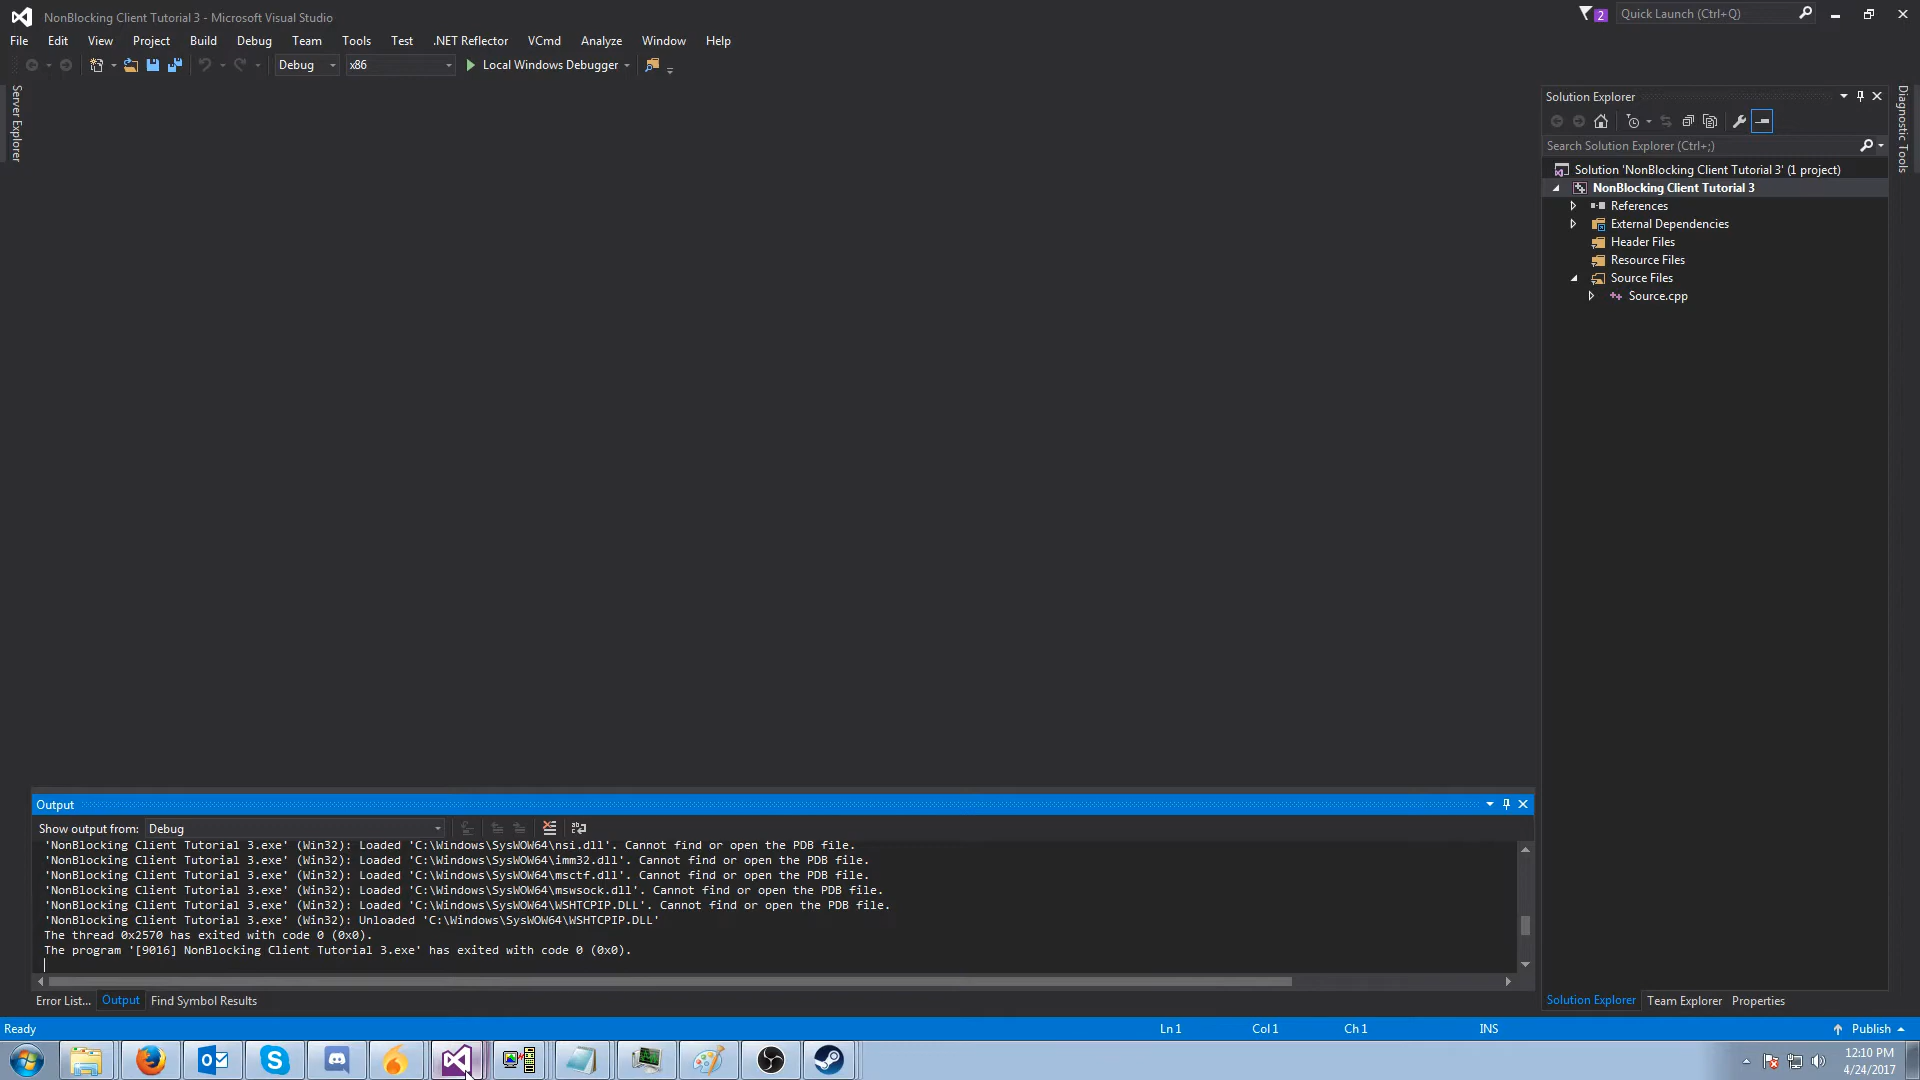 NonBlocking Client Tutorial 3 - Microsoft Visual Studio
2
Quick Launch (Ctrl+Q)
File Edit View Project Build Debug Team Tools Test .NET Reflector VCmd Analyze Window Help
Debug x86 Local Windows Debugger
Server Explorer
Solution Explorer
Diagnostic Tools
Search Solution Explorer (Ctrl+;)
Solution 'NonBlocking Client Tutorial 3' (1 project)
NonBlocking Client Tutorial 3
References
External Dependencies
Header Files
Resource Files
Source Files
Source.cpp
Output
Show output from: Debug
'NonBlocking Client Tutorial 3.exe' (Win32): Loaded 'C:\Windows\SysWOW64\nsi.dll'. Cannot find or open the PDB file.
'NonBlocking Client Tutorial 3.exe' (Win32): Loaded 'C:\Windows\SysWOW64\imm32.dll'. Cannot find or open the PDB file.
'NonBlocking Client Tutorial 3.exe' (Win32): Loaded 'C:\Windows\SysWOW64\msctf.dll'. Cannot find or open the PDB file.
'NonBlocking Client Tutorial 3.exe' (Win32): Loaded 'C:\Windows\SysWOW64\mswsock.dll'. Cannot find or open the PDB file.
'NonBlocking Client Tutorial 3.exe' (Win32): Loaded 'C:\Windows\SysWOW64\WSHTCPIP.DLL'. Cannot find or open the PDB file.
'NonBlocking Client Tutorial 3.exe' (Win32): Unloaded 'C:\Windows\SysWOW64\WSHTCPIP.DLL'
The thread 0x2570 has exited with code 0 (0x0).
The program '[9016] NonBlocking Client Tutorial 3.exe' has exited with code 0 (0x0).
Error List... Output Find Symbol Results
Solution Explorer Team Explorer Properties
Ready Ln 1 Col 1 Ch 1 INS Publish
12:10 PM
4/24/2017